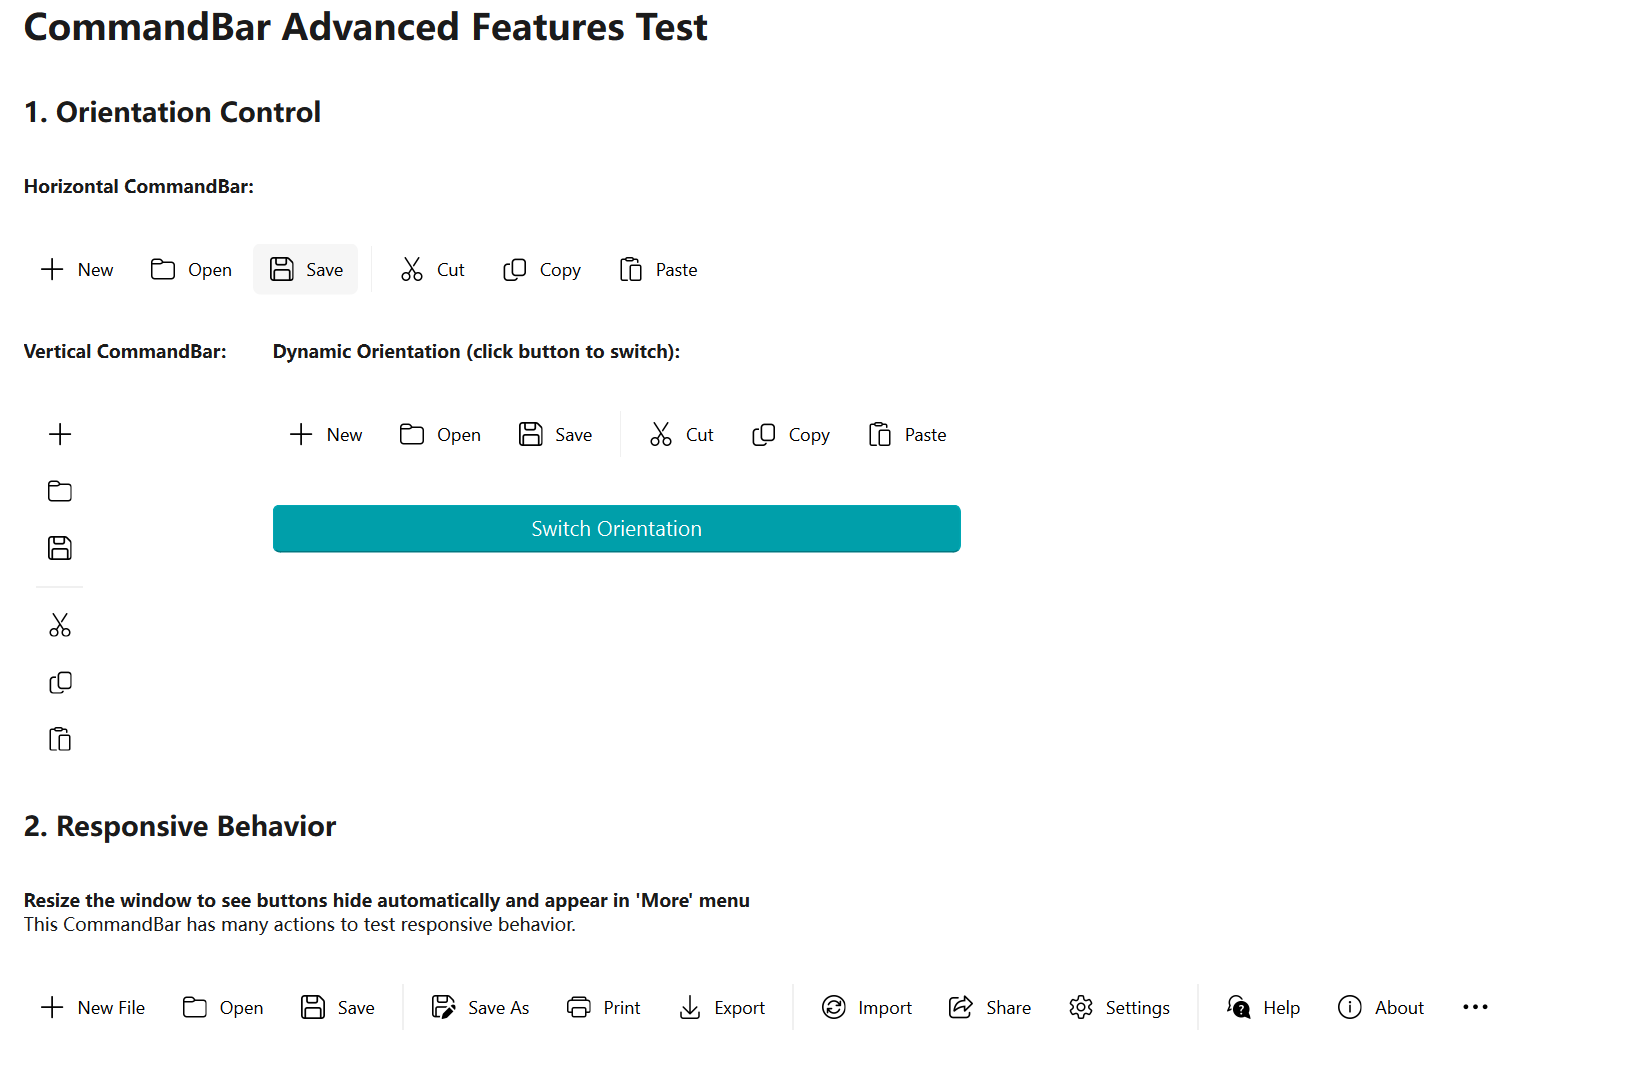 CommandBar Advanced Features Test
1. Orientation Control
Horizontal CommandBar:
New Open Save Cut Copy Paste
Vertical CommandBar:
Dynamic Orientation (click button to switch):
New Open Save Cut Copy Paste
Switch Orientation
2. Responsive Behavior
Resize the window to see buttons hide automatically and appear in 'More' menu
This CommandBar has many actions to test responsive behavior.
New File Open Save Save As Print Export Import Share Settings Help About